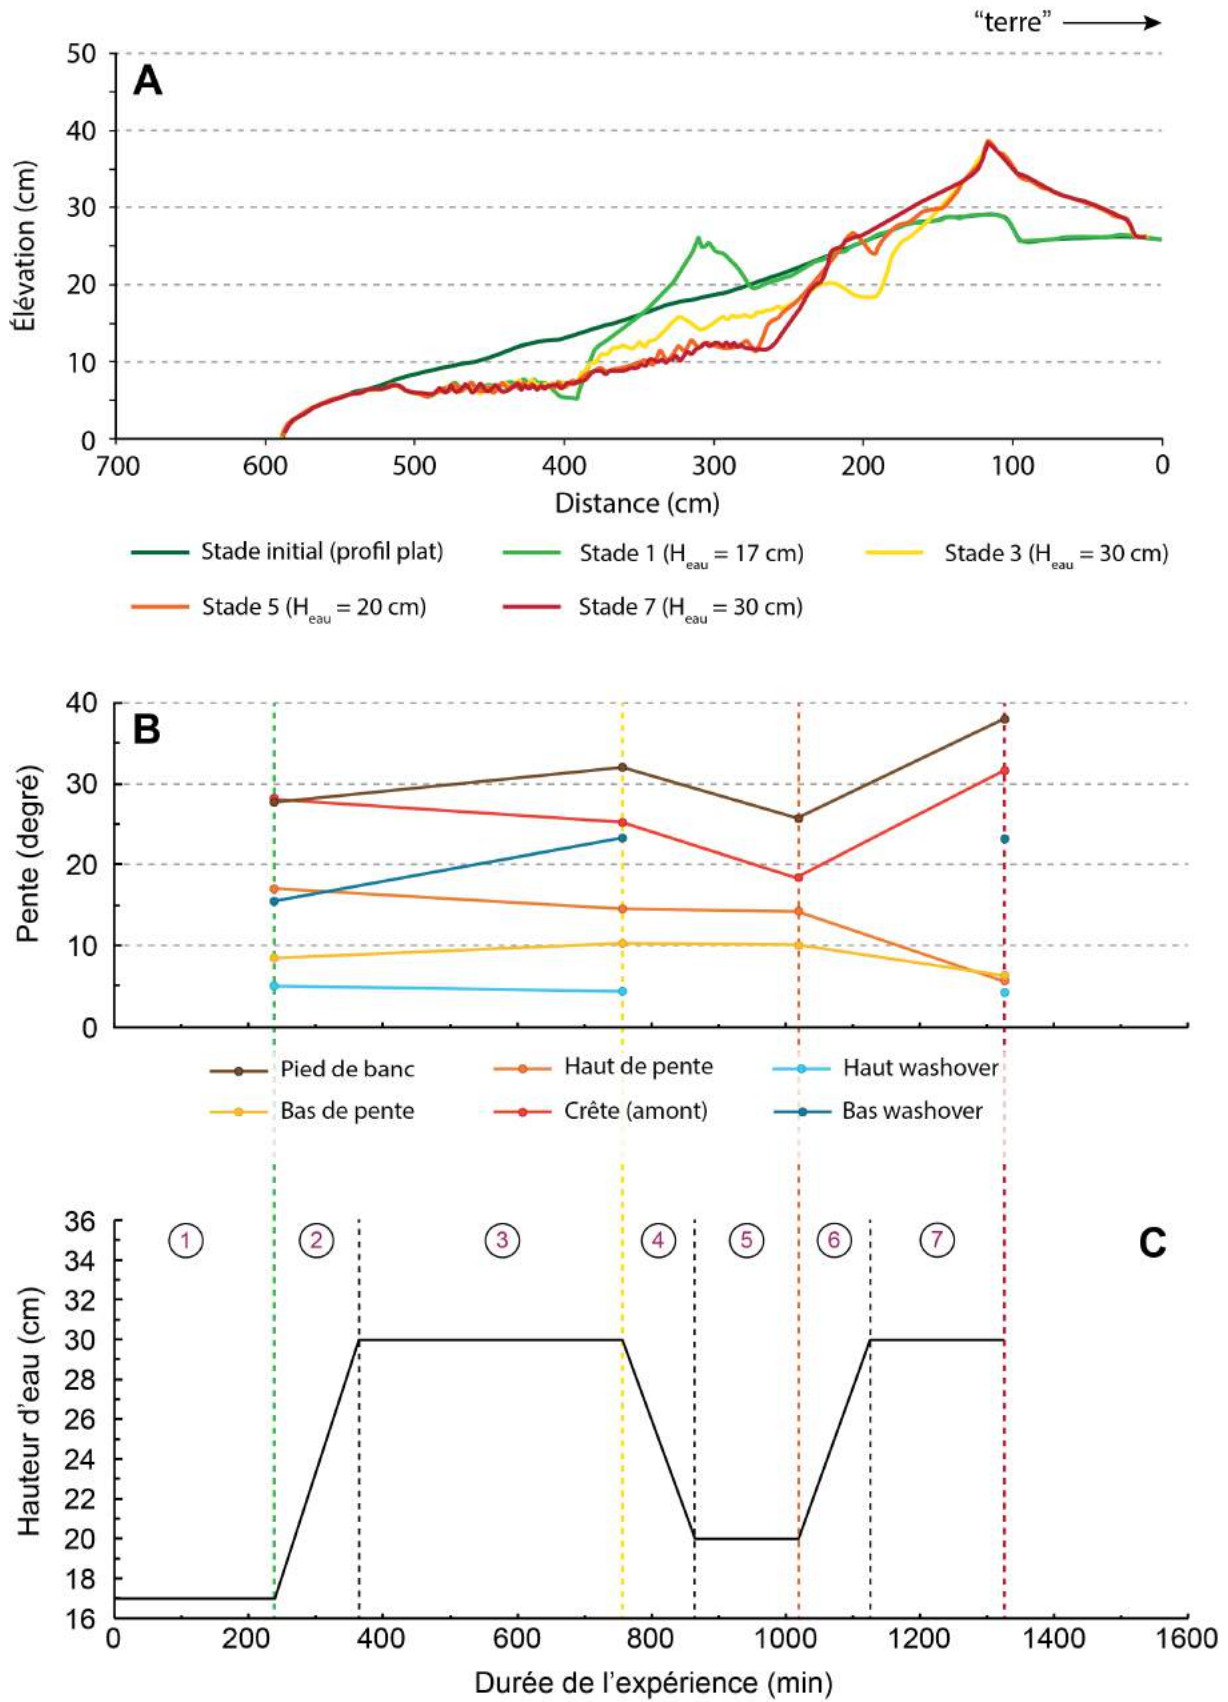 “terre”
A
50
40
30
20
10
0
Élévation (cm)
700 600 500 400 300 200 100 0
Distance (cm)
Stade initial (profil plat) Stade 1 (Heau = 17 cm) Stade 3 (Heau = 30 cm)
Stade 5 (Heau = 20 cm) Stade 7 (Heau = 30 cm)
B
40
30
20
10
0
Pente (degré)
Pied de banc Haut de pente Haut washover
Bas de pente Crête (amont) Bas washover
C
1 2 3 4 5 6 7
36
34
32
30
28
26
24
22
20
18
16
Hauteur d’eau (cm)
0 200 400 600 800 1000 1200 1400 1600
Durée de l’expérience (min)